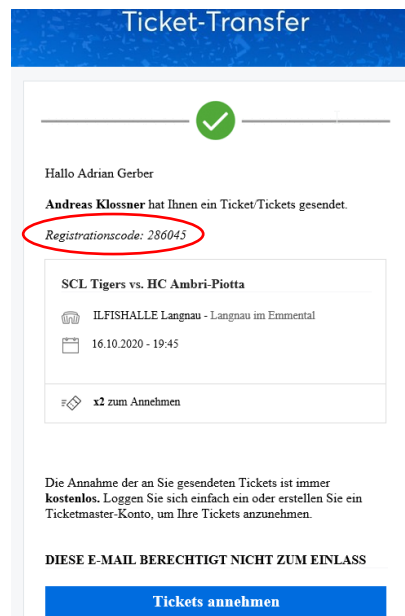 Ticket-Transfer
Hallo Adrian Gerber
Andreas Klossner hat Ihnen ein Ticket/Tickets gesendet.
Registrationscode: 286045
SCL Tigers vs. HC Ambri-Piotta
ILFISHALLE Langnau - Langnau im Emmental
16.10.2020 - 19:45
x2 zum Annehmen
Die Annahme der an Sie gesendeten Tickets ist immer
kostenlos. Loggen Sie sich einfach ein oder erstellen Sie ein
Ticketmaster-Konto, um Ihre Tickets anzunehmen.
DIESE E-MAIL BERECHTIGT NICHT ZUM EINLASS
Tickets annehmen